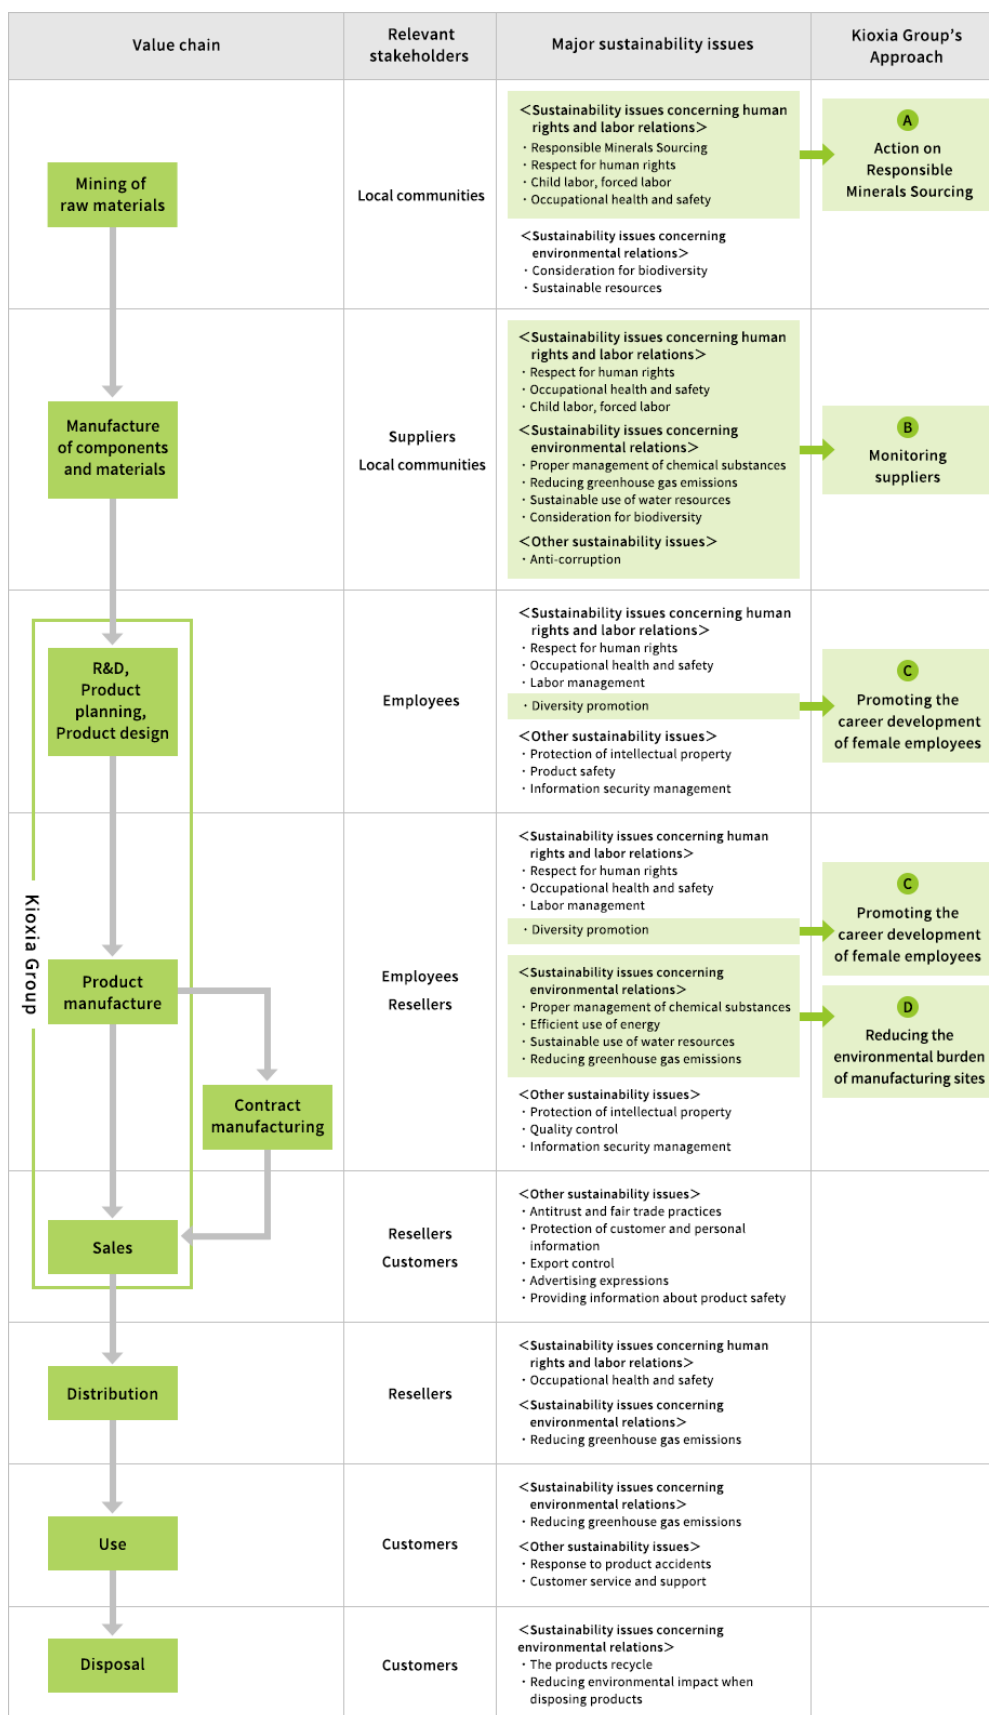 Value chain
Relevant
stakeholders
Major sustainability issues
Kioxia Group's
Approach
Mining of
raw materials
Local communities
<Sustainability issues concerning human
rights and labor relations>
・Responsible Minerals Sourcing
・Respect for human rights
・Child labor, forced labor
・Occupational health and safety
<Sustainability issues concerning
environmental relations>
・Consideration for biodiversity
・Sustainable resources
A
Action on
Responsible
Minerals Sourcing
Manufacture
of components
and materials
Suppliers
Local communities
<Sustainability issues concerning human
rights and labor relations>
・Respect for human rights
・Occupational health and safety
・Child labor, forced labor
<Sustainability issues concerning
environmental relations>
・Proper management of chemical substances
・Reducing greenhouse gas emissions
・Sustainable use of water resources
・Consideration for biodiversity
<Other sustainability issues>
・Anti-corruption
B
Monitoring
suppliers
Kioxia Group
R&D,
Product
planning,
Product design
Employees
<Sustainability issues concerning human
rights and labor relations>
・Respect for human rights
・Occupational health and safety
・Labor management
・Diversity promotion
<Other sustainability issues>
・Protection of intellectual property
・Product safety
・Information security management
C
Promoting the
career development
of female employees
Product
manufacture
Contract
manufacturing
Employees
Resellers
<Sustainability issues concerning human
rights and labor relations>
・Respect for human rights
・Occupational health and safety
・Labor management
・Diversity promotion
<Sustainability issues concerning
environmental relations>
・Proper management of chemical substances
・Efficient use of energy
・Sustainable use of water resources
・Reducing greenhouse gas emissions
<Other sustainability issues>
・Protection of intellectual property
・Quality control
・Information security management
C
Promoting the
career development
of female employees
D
Reducing the
environmental burden
of manufacturing sites
Sales
Resellers
Customers
<Other sustainability issues>
・Antitrust and fair trade practices
・Protection of customer and personal
information
・Export control
・Advertising expressions
・Providing information about product safety
Distribution
Resellers
<Sustainability issues concerning human
rights and labor relations>
・Occupational health and safety
<Sustainability issues concerning
environmental relations>
・Reducing greenhouse gas emissions
Use
Customers
<Sustainability issues concerning
environmental relations>
・Reducing greenhouse gas emissions
<Other sustainability issues>
・Response to product accidents
・Customer service and support
Disposal
Customers
<Sustainability issues concerning
environmental relations>
・The products recycle
・Reducing environmental impact when
disposing products